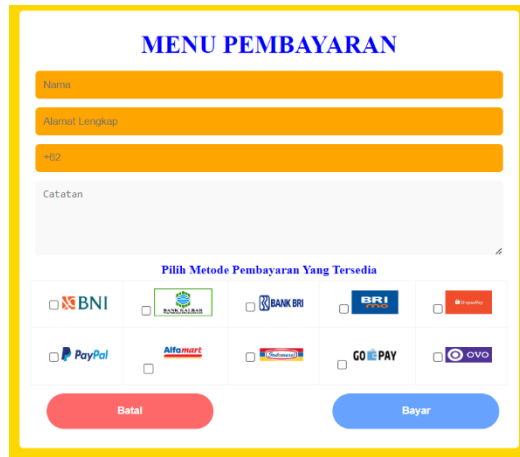 MENU PEMBAYARAN
Nama
Alamat Lengkap
+62
Catatan
Pilih Metode Pembayaran Yang Tersedia
BNI
BANK KALBAR
BANK BRI
BRI
mo
ShopeePay
PayPal
Alfamart
Indomaret
GO PAY
OVO
Batal
Bayar